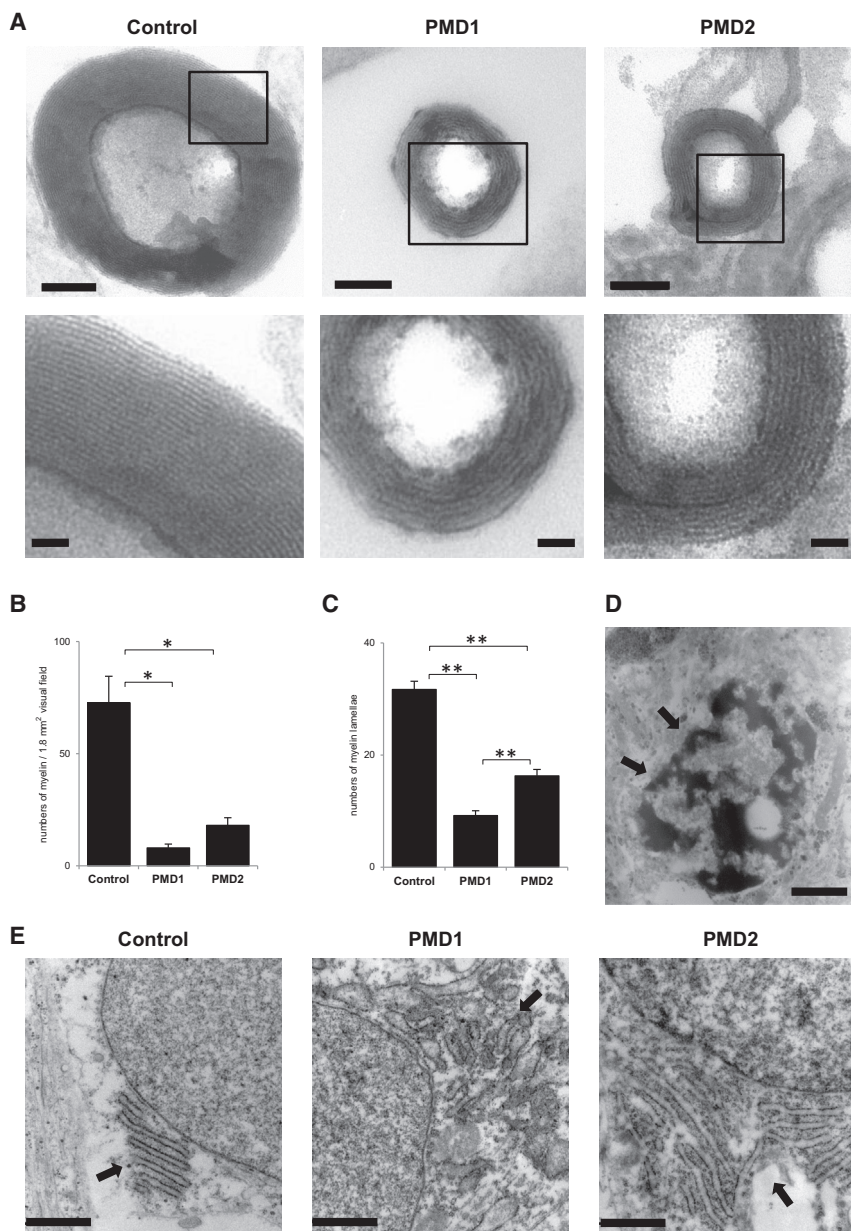 A
Control
PMD1
PMD2
B
C
D
100
50
0
numbers of myelin / 1.8 mm² visual field
*
*
Control
PMD1
PMD2
40
20
0
numbers of myelin lamellae
**
**
**
Control
PMD1
PMD2
E
Control
PMD1
PMD2